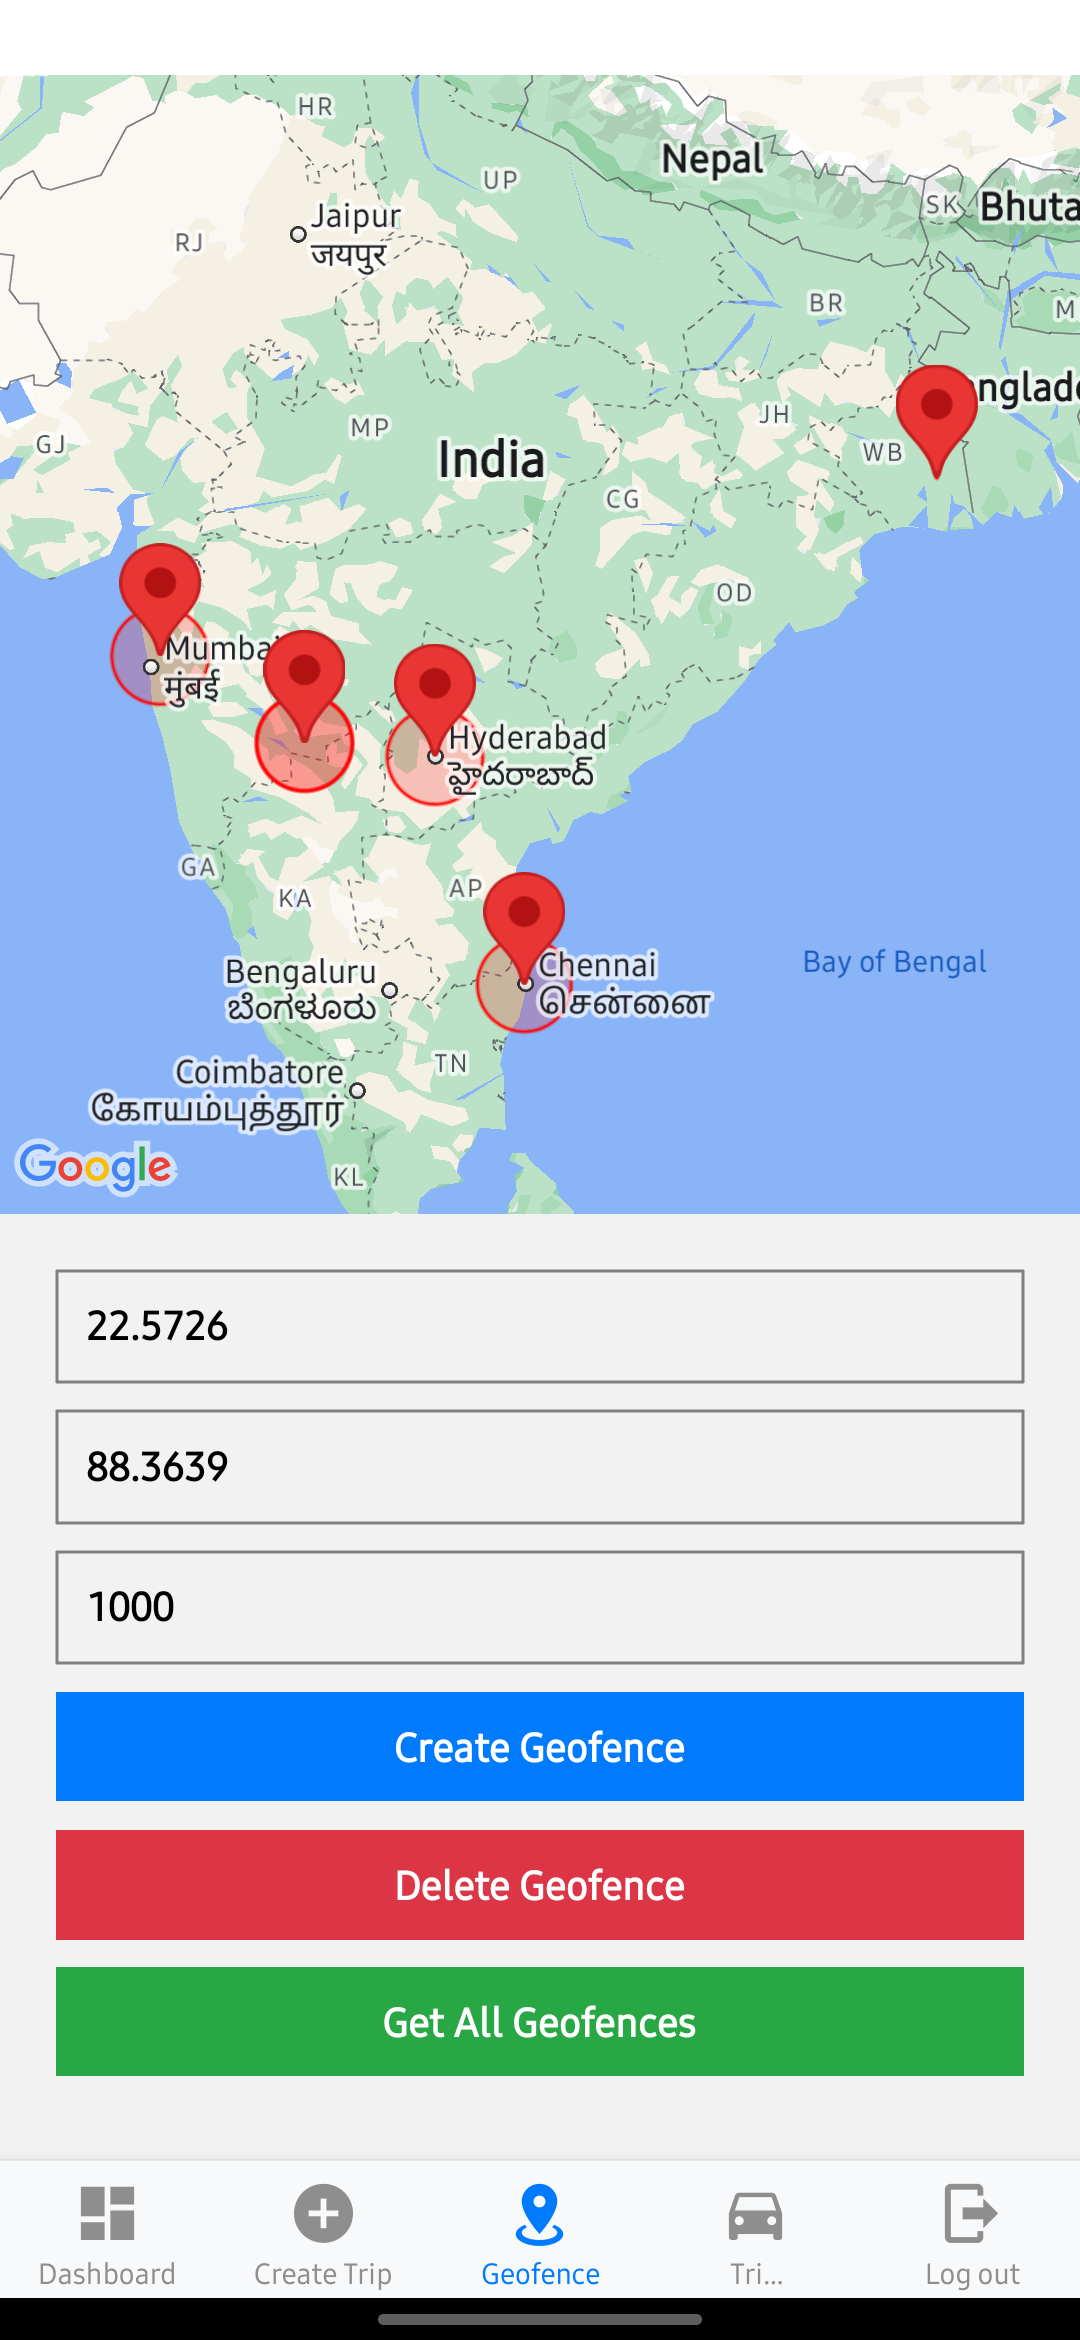 HR
Nepal
UP
SK
Bhuta
Jaipur
जयपुर
RJ
BR
M
nglade
JH
GJ
MP
India
WB
CG
OD
Mumbai
मुंबई
Hyderabad
హైదరాబాద్
GA
KA
AP
Chennai
சென்னை
Bay of Bengal
Bengaluru
ಬೆಂಗಳೂರು
TN
Coimbatore
கோயம்புத்தூர்
KL
Google
22.5726
88.3639
1000
Create Geofence
Delete Geofence
Get All Geofences
Dashboard
Create Trip
Geofence
Tri...
Log out